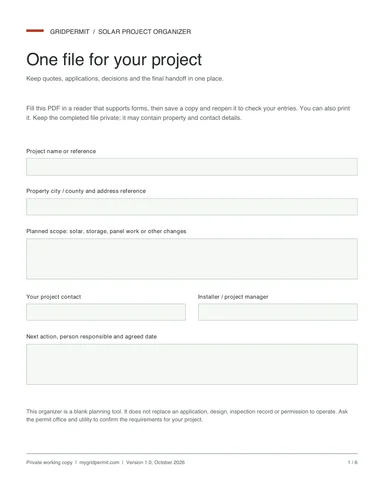 GRIDPERMIT / SOLAR PROJECT ORGANIZER
One file for your project
Keep quotes, applications, decisions and the final handoff in one place.
Fill this PDF in a reader that supports forms, then save a copy and reopen it to check your entries. You can also print
it. Keep the completed file private; it may contain property and contact details.
Project name or reference
Property city / county and address reference
Planned scope: solar, storage, panel work or other changes
Your project contact
Installer / project manager
Next action, person responsible and agreed date
This organizer is a blank planning tool. It does not replace an application, design, inspection record or permission to operate. Ask
the permit office and utility to confirm the requirements for your project.
Private working copy | mygridpermit.com | Version 1.0, October 2026
1 / 6